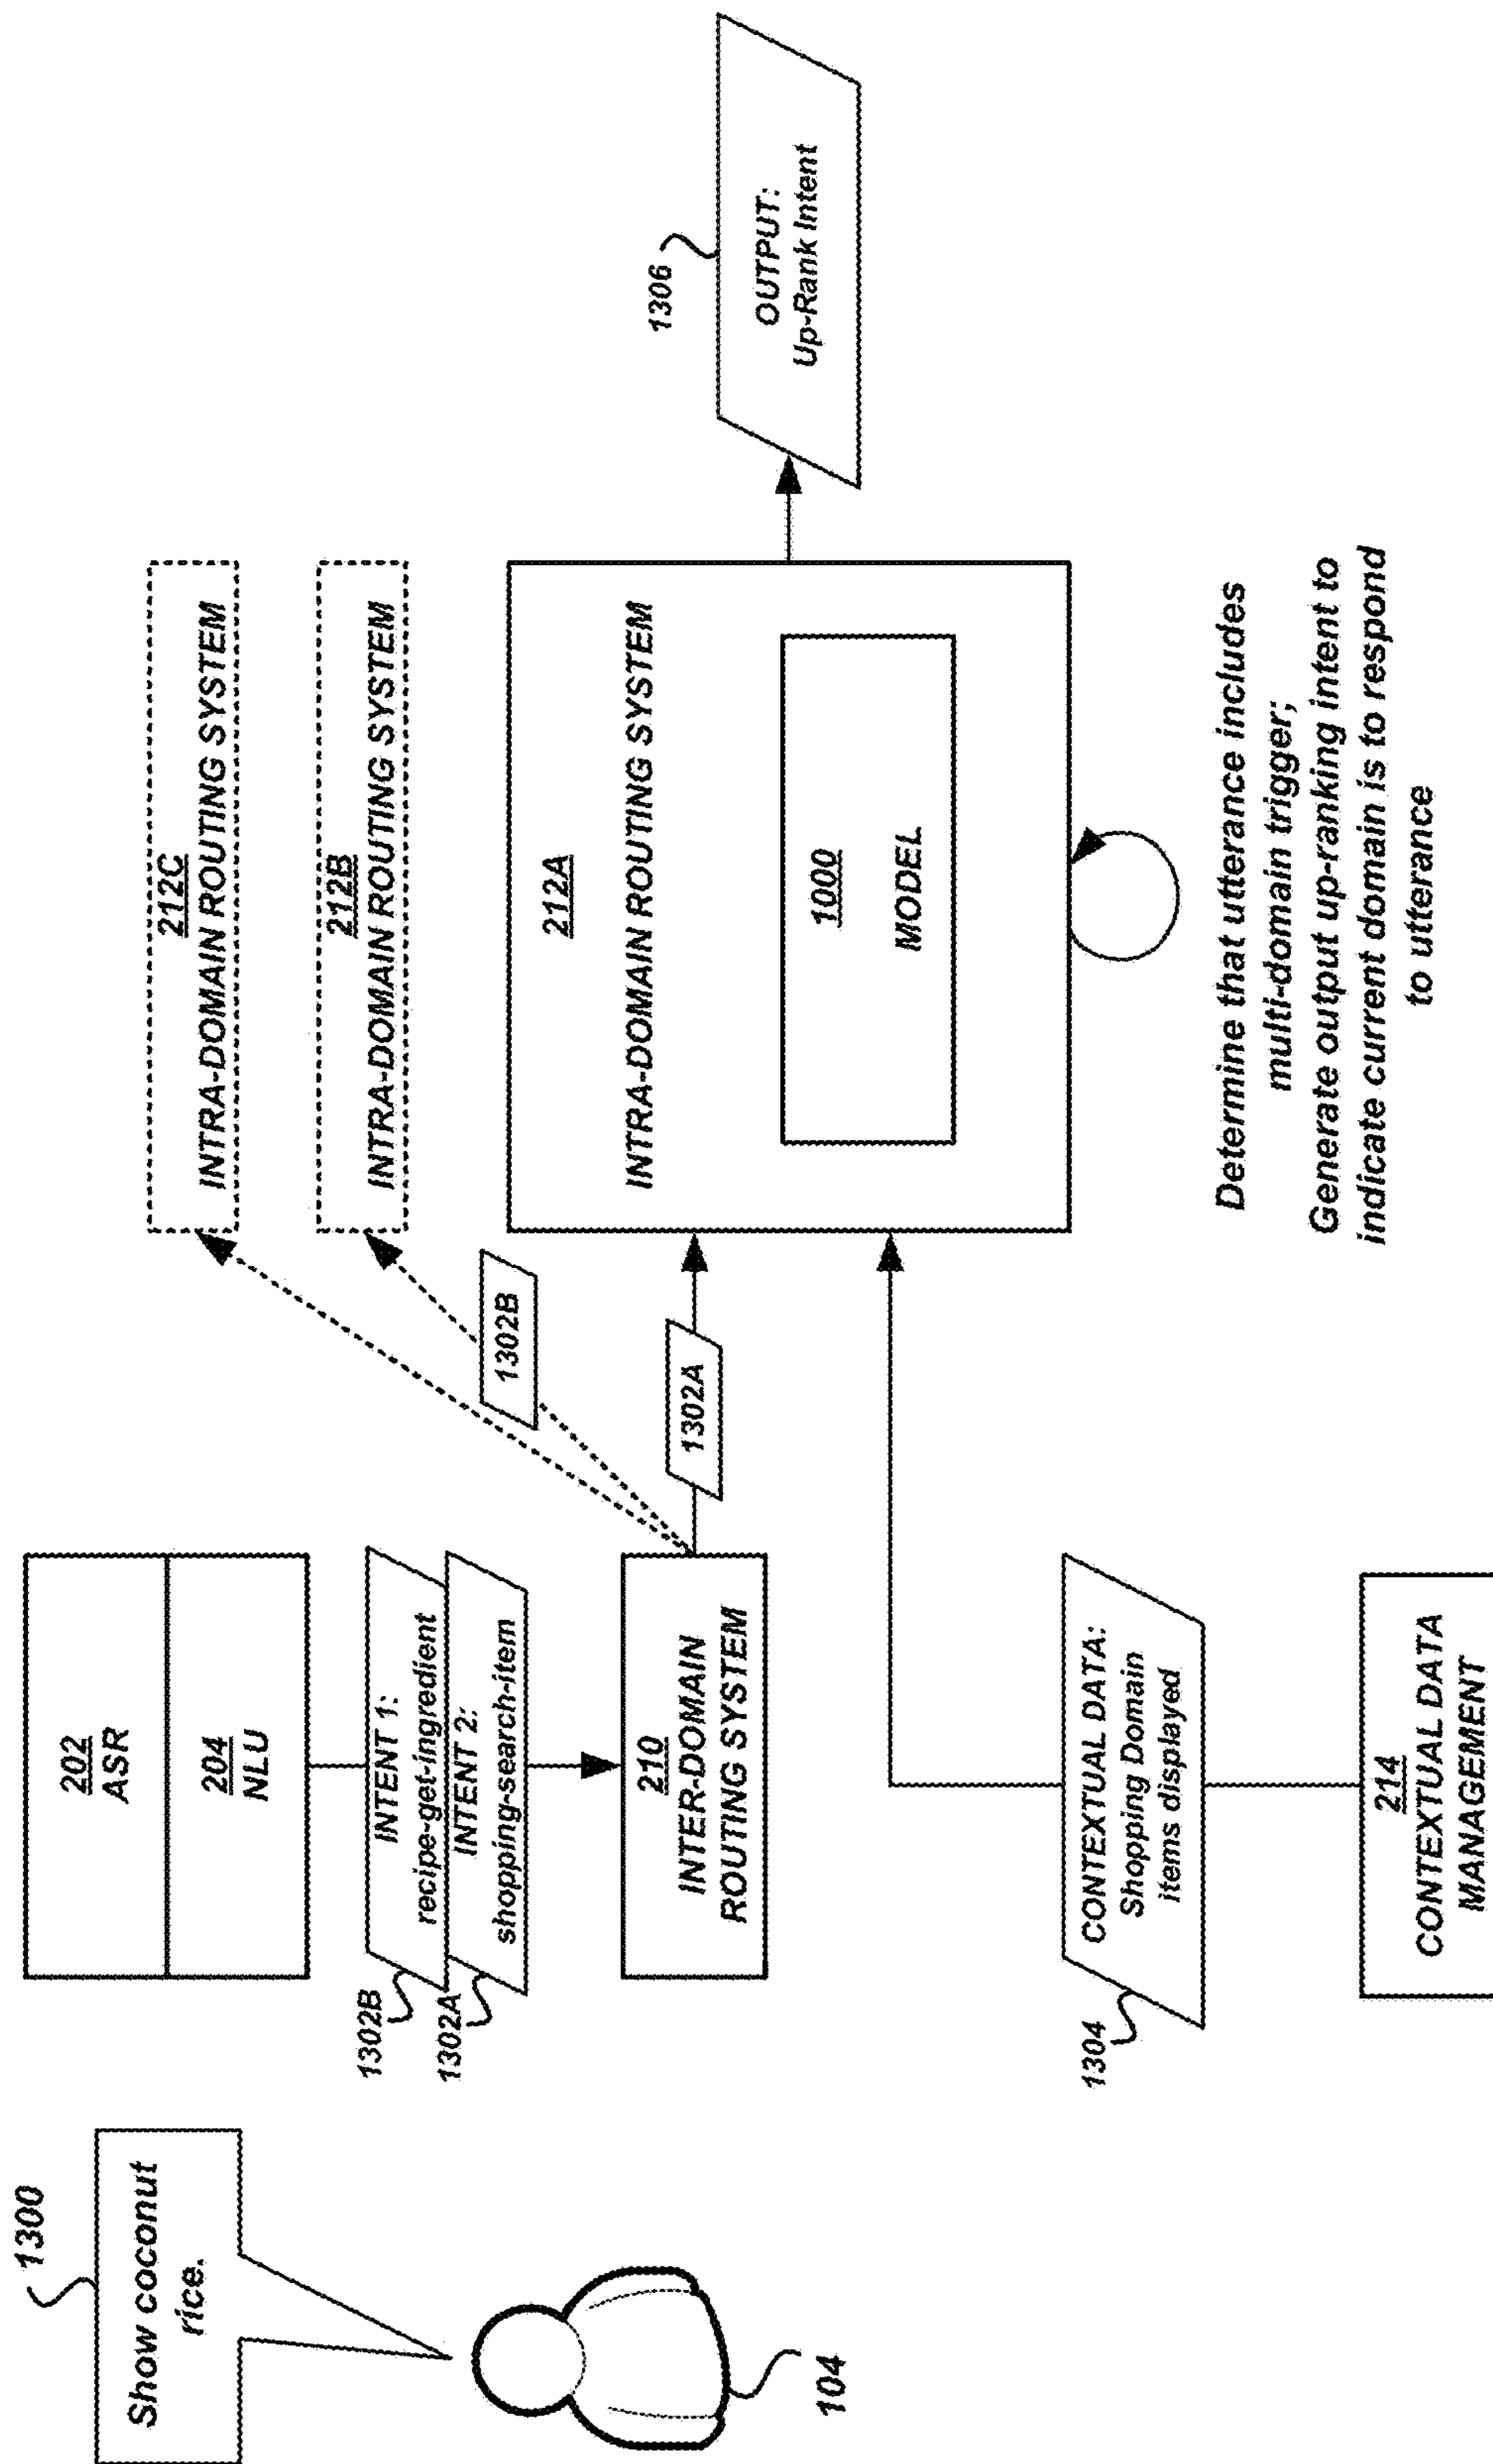 1300
Show coconut
rice.
104
202
ASR
204
NLU
1302B
INTENT 1:
recipe-get-ingredient
1302A
INTENT 2:
shopping-search-item
210
INTER-DOMAIN
ROUTING SYSTEM
1304
CONTEXTUAL DATA:
Shopping Domain
items displayed
214
CONTEXTUAL DATA
MANAGEMENT
1302B
1302A
212C
INTRA-DOMAIN ROUTING SYSTEM
212B
INTRA-DOMAIN ROUTING SYSTEM
212A
INTRA-DOMAIN ROUTING SYSTEM
1000
MODEL
Determine that utterance includes
multi-domain trigger;
Generate output up-ranking intent to
indicate current domain is to respond
to utterance
1306
OUTPUT:
Up-Rank Intent